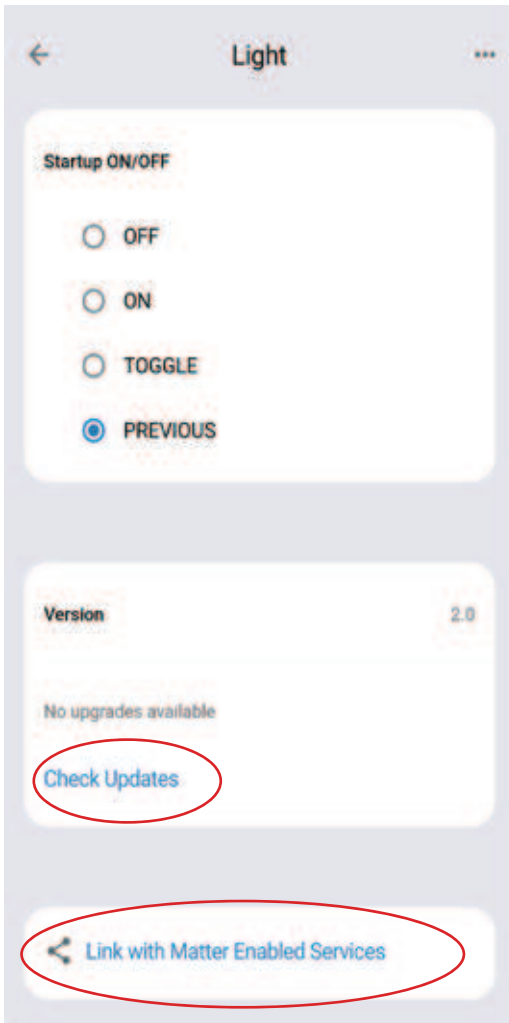 Light
Startup ON/OFF
OFF
ON
TOGGLE
PREVIOUS
Version 2.0
No upgrades available
Check Updates
Link with Matter Enabled Services